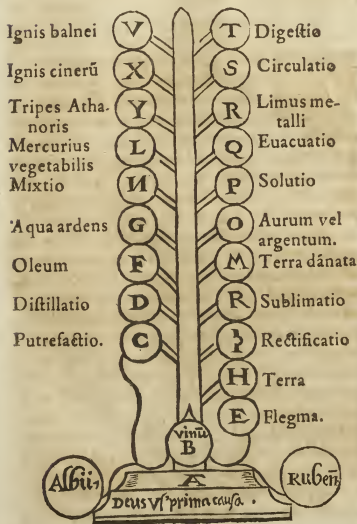 Ignis balnei V T Digeſtio
Ignis cinerũ X S Circulatio
Tripes Atha-
noris Y R Limus me-
talli
Mercurius
vegetabilis L Q Euacuatio
Mixtio N P Solutio
Aqua ardens G O Aurum vel
argentum.
Oleum F M Terra dãnata
Diſtillatio D R Sublimatio
Putrefactio. C I Rectificatio
H Terra
E Flegma.
vinũ
B
Albũ A Rubeũ
Deus prima cauſa .